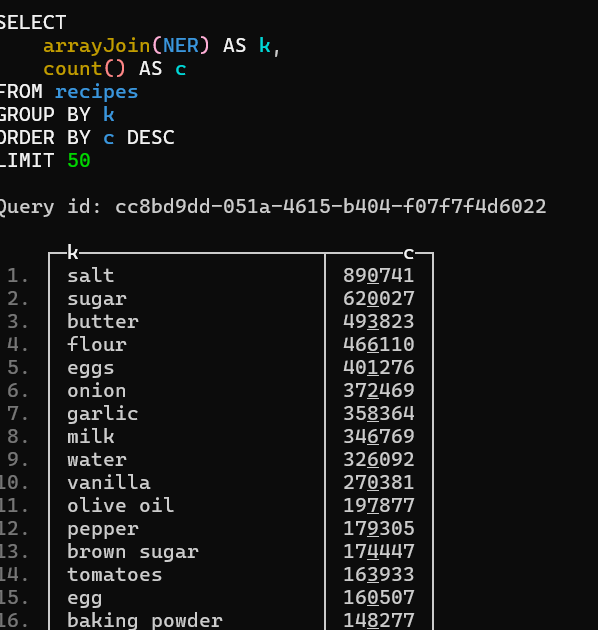 SELECT
arrayJoin(NER) AS k,
count() AS c
FROM recipes
GROUP BY k
ORDER BY c DESC
LIMIT 50
Query id: cc8bd9dd-051a-4615-b404-f07f7f4d6022
k c
1. salt 890741
2. sugar 620027
3. butter 493823
4. flour 466110
5. eggs 401276
6. onion 372469
7. garlic 358364
8. milk 346769
9. water 326092
10. vanilla 270381
11. olive oil 197877
12. pepper 179305
13. brown sugar 174447
14. tomatoes 163933
15. egg 160507
16. baking powder 148277